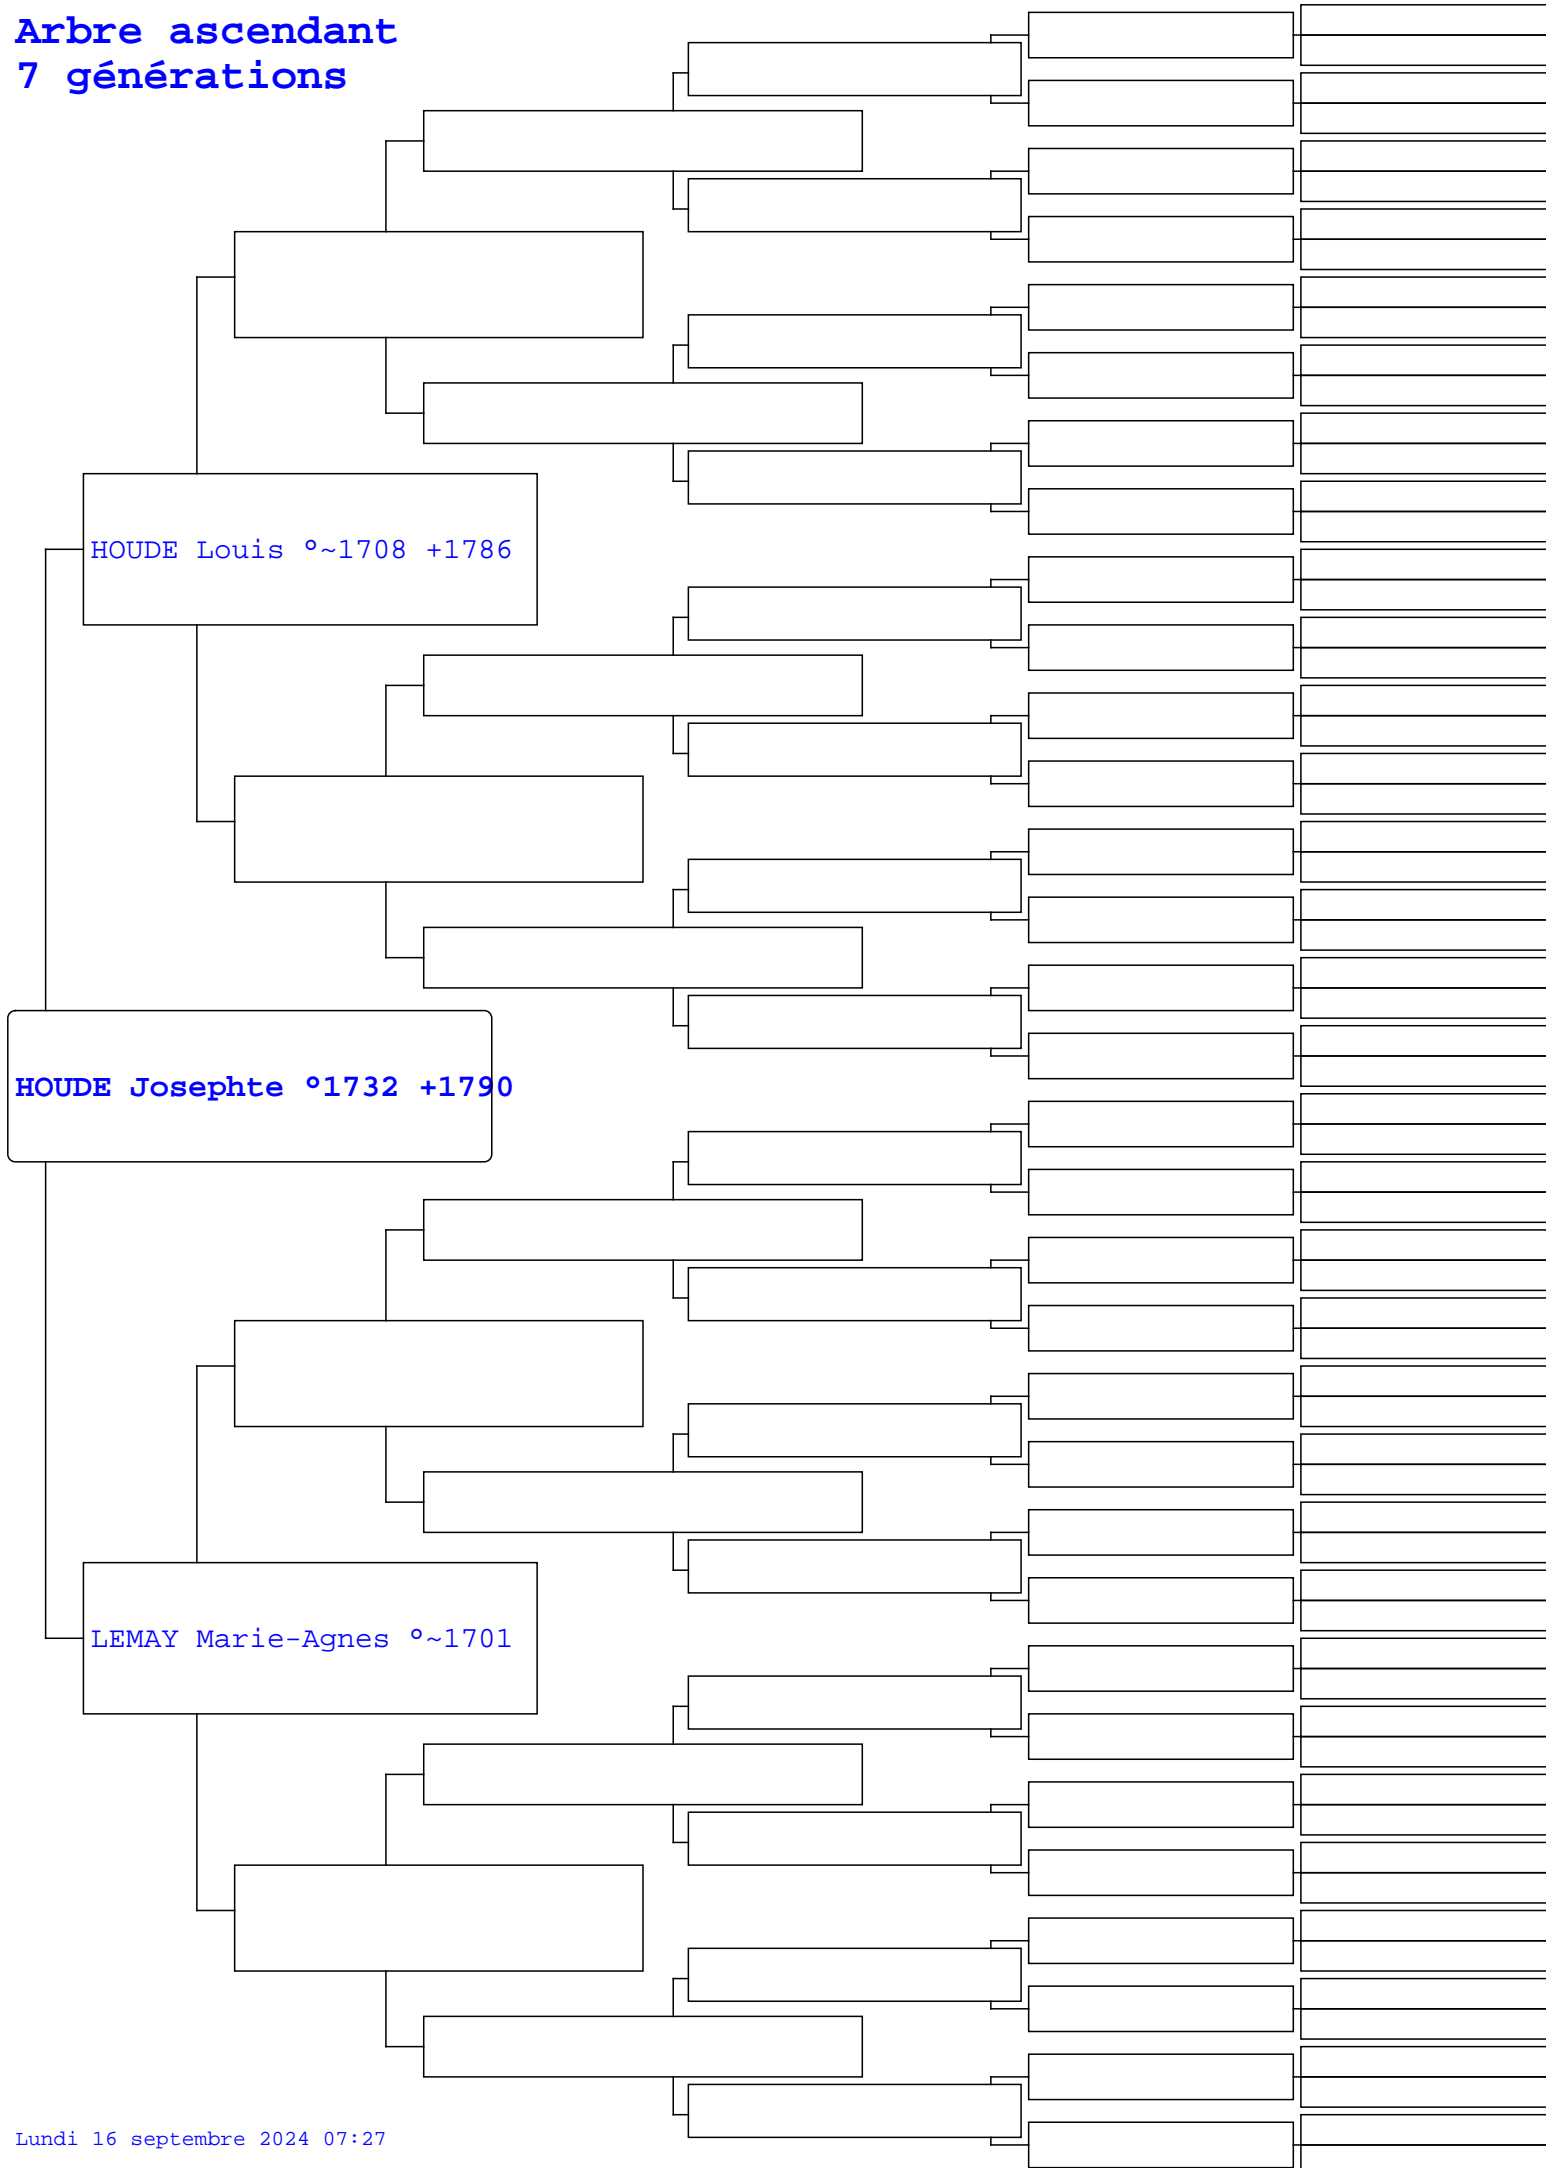 Arbre ascendant
7 générations
HOUDE Louis °~1708 +1786
HOUDE Josephte °1732 +1790
LEMAY Marie-Agnes °~1701
Lundi 16 septembre 2024 07:27